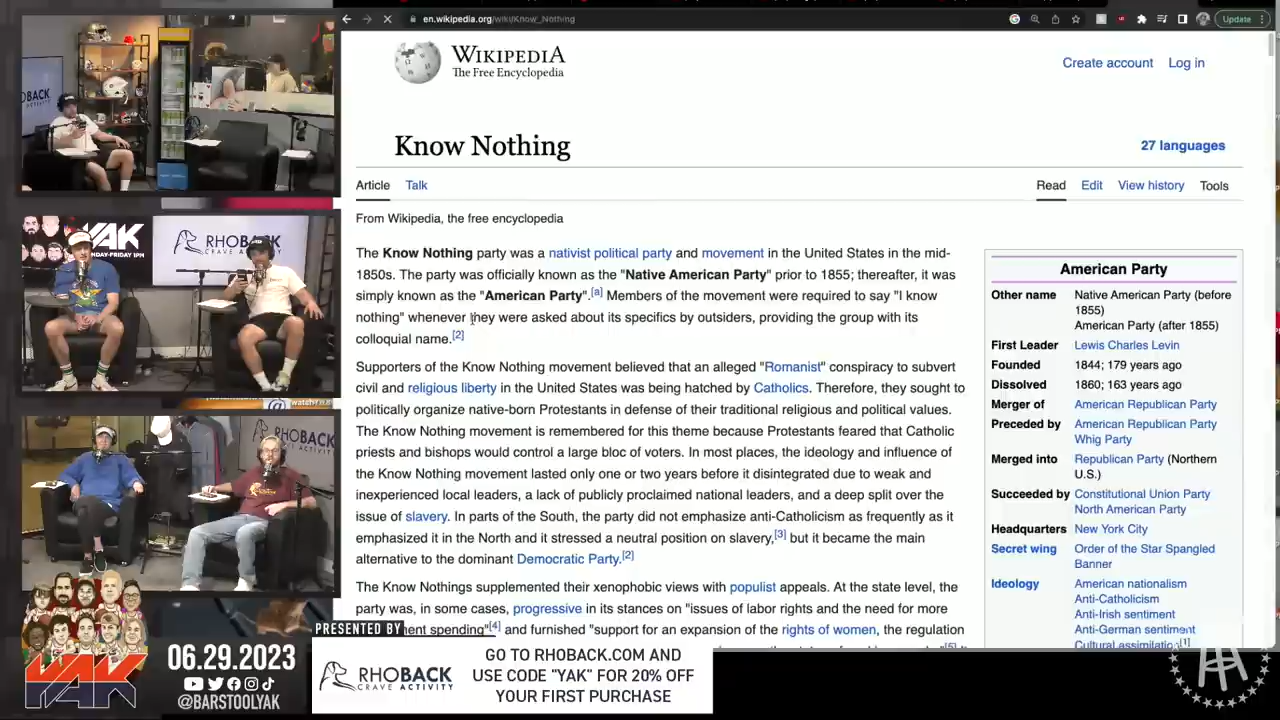 en.wikipedia.org/wiki/Know_Nothing
Update
WIKIPEDIA
The Free Encyclopedia
Create account Log in
Know Nothing
27 languages
Article Talk
Read Edit View history Tools
From Wikipedia, the free encyclopedia
The Know Nothing party was a nativist political party and movement in the United States in the mid-
1850s. The party was officially known as the "Native American Party" prior to 1855; thereafter, it was
simply known as the "American Party".[a] Members of the movement were required to say "I know
nothing" whenever they were asked about its specifics by outsiders, providing the group with its
colloquial name.[2]
Supporters of the Know Nothing movement believed that an alleged "Romanist" conspiracy to subvert
civil and religious liberty in the United States was being hatched by Catholics. Therefore, they sought to
politically organize native-born Protestants in defense of their traditional religious and political values.
The Know Nothing movement is remembered for this theme because Protestants feared that Catholic
priests and bishops would control a large bloc of voters. In most places, the ideology and influence of
the Know Nothing movement lasted only one or two years before it disintegrated due to weak and
inexperienced local leaders, a lack of publicly proclaimed national leaders, and a deep split over the
issue of slavery. In parts of the South, the party did not emphasize anti-Catholicism as frequently as it
emphasized it in the North and it stressed a neutral position on slavery,[3] but it became the main
alternative to the dominant Democratic Party.[2]
The Know Nothings supplemented their xenophobic views with populist appeals. At the state level, the
party was, in some cases, progressive in its stances on "issues of labor rights and the need for more
ment spending"[4] and furnished "support for an expansion of the rights of women, the regulation
American Party
Other name Native American Party (before
1855)
American Party (after 1855)
First Leader Lewis Charles Levin
Founded 1844; 179 years ago
Dissolved 1860; 163 years ago
Merger of American Republican Party
Preceded by American Republican Party
Whig Party
Merged into Republican Party (Northern
U.S.)
Succeeded by Constitutional Union Party
North American Party
Headquarters New York City
Secret wing Order of the Star Spangled
Banner
Ideology American nationalism
Anti-Catholicism
Anti-Irish sentiment
Anti-German sentiment
Cultural assimilation[1]
OBACK
ACTIVITY
YAK
MONDAY-FRIDAY 1PM
RHOBACK
CRAVE ACTIVITY
RHOBACK
ACTIVITY
YAK
06.29.2023
@BARSTOOLYAK
PRESENTED BY
RHOBACK
CRAVE ACTIVITY
GO TO RHOBACK.COM AND
USE CODE "YAK" FOR 20% OFF
YOUR FIRST PURCHASE